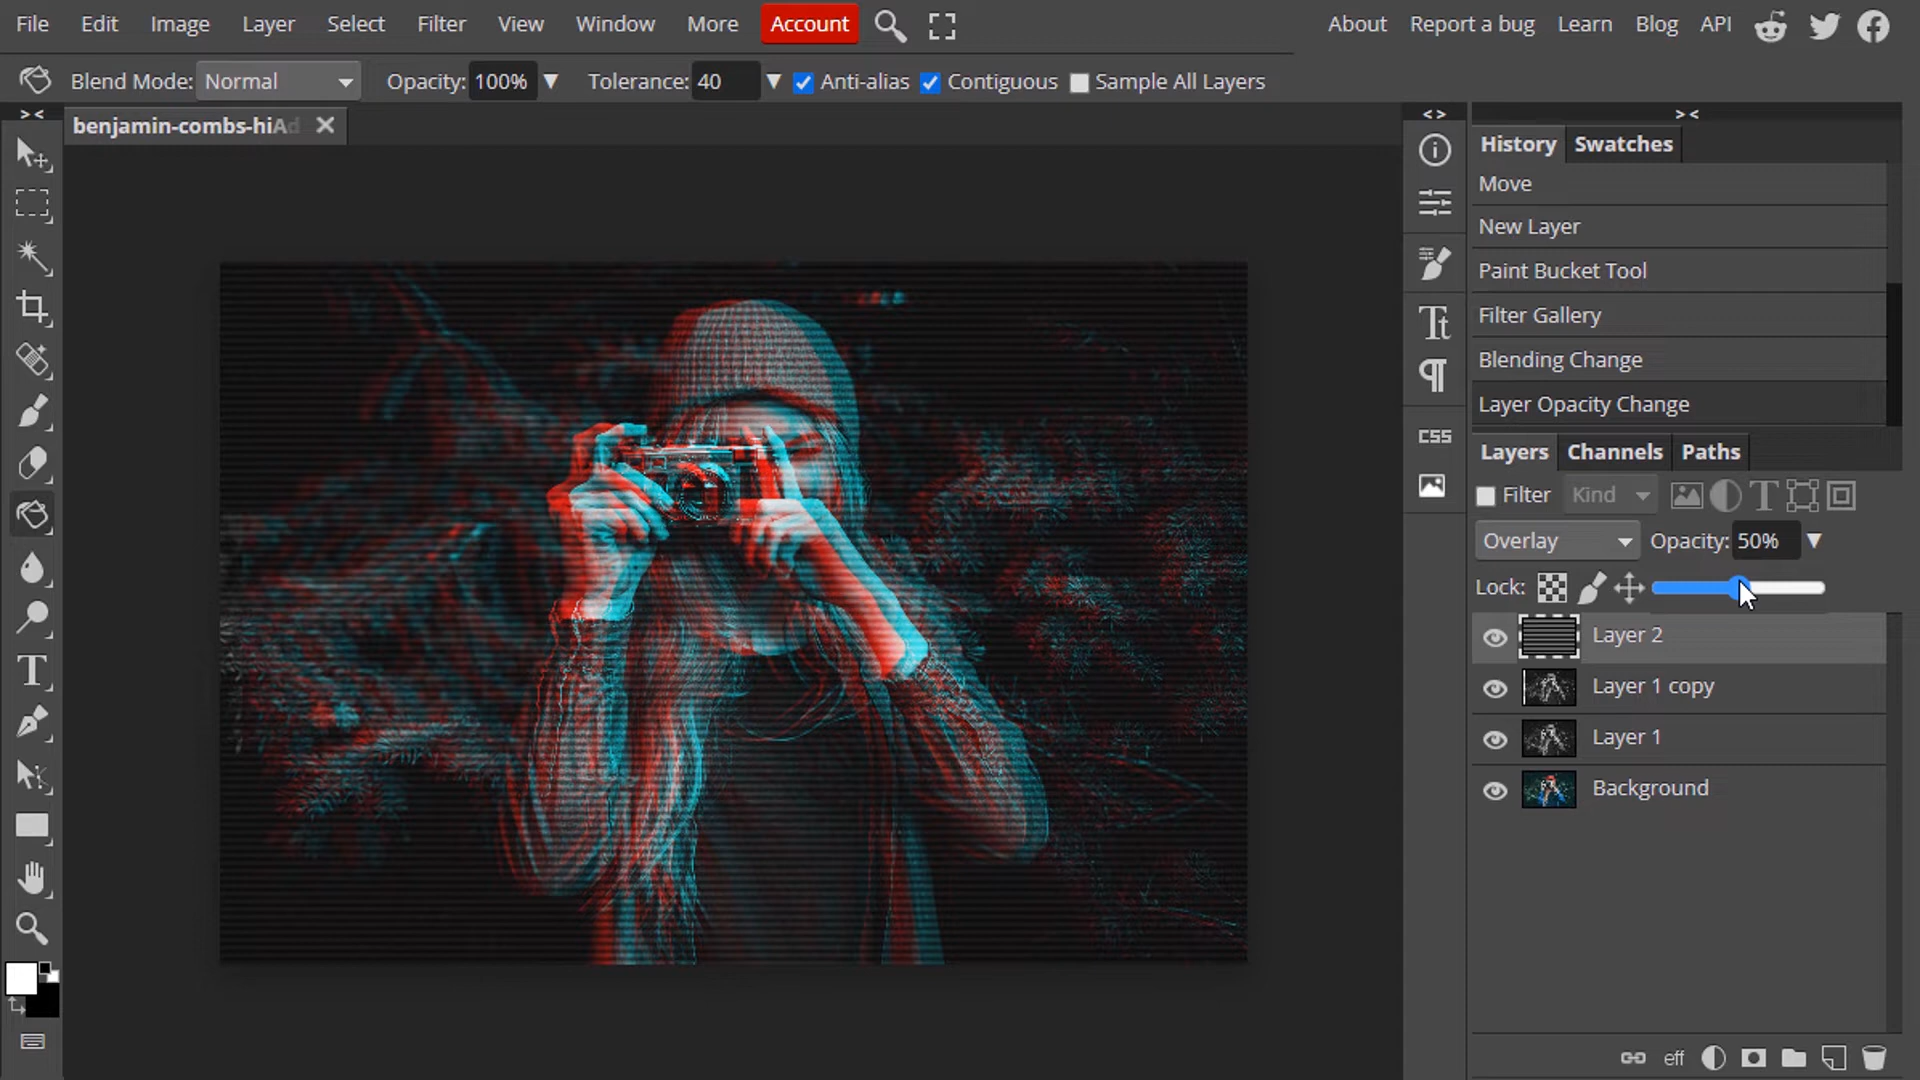 File Edit Image Layer Select Filter View Window More Account About Report a bug Learn Blog API
Blend Mode: Normal Opacity: 100% Tolerance: 40 Anti-alias Contiguous Sample All Layers
> < < > > <
benjamin-combs-hiAd
History Swatches
Move
New Layer
Paint Bucket Tool
Filter Gallery
Blending Change
Layer Opacity Change
CSS
Layers Channels Paths
Filter Kind
Overlay Opacity: 50%
Lock:
Layer 2
Layer 1 copy
Layer 1
Background
eff